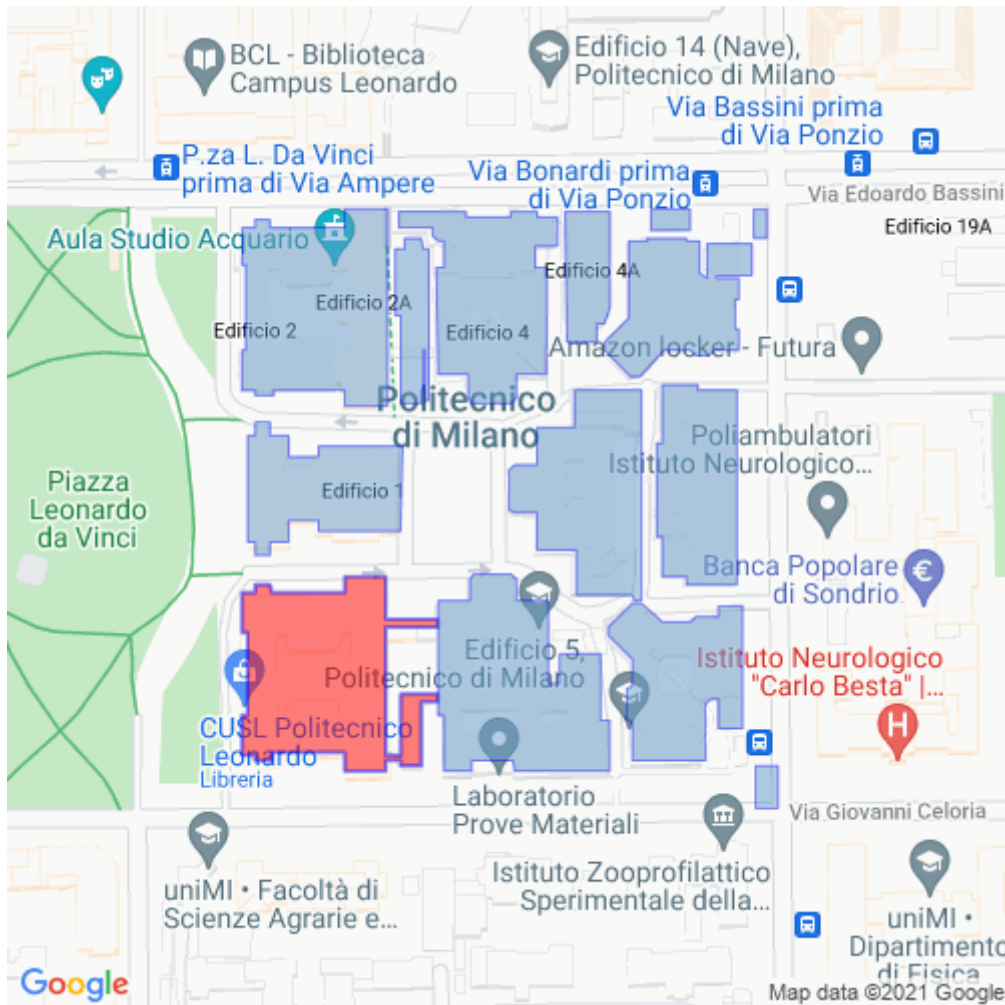 BCL - Biblioteca
Campus Leonardo
Edificio 14 (Nave),
Politecnico di Milano
Via Bassini prima
di Via Ponzio
P.za L. Da Vinci
prima di Via Ampere
Via Bonardi prima
di Via Ponzio
Via Edoardo Bassini
Aula Studio Acquario
Edificio 19A
Edificio 4A
Edificio 2A
Edificio 2
Edificio 4
Amazon locker - Futura
Politecnico
di Milano
Poliambulatori
Istituto Neurologico...
Piazza
Leonardo
da Vinci
Edificio 1
Banca Popolare
di Sondrio
€
Edificio 5,
Politecnico di Milano
Istituto Neurologico
"Carlo Besta" |...
H
CUSL Politecnico
Leonardo
Libreria
Laboratorio
Prove Materiali
Via Giovanni Celoria
uniMI • Facoltà di
Scienze Agrarie e...
Istituto Zooprofilattico
Sperimentale della...
uniMI •
Dipartimento
di Fisica
Google
Map data ©2021 Google